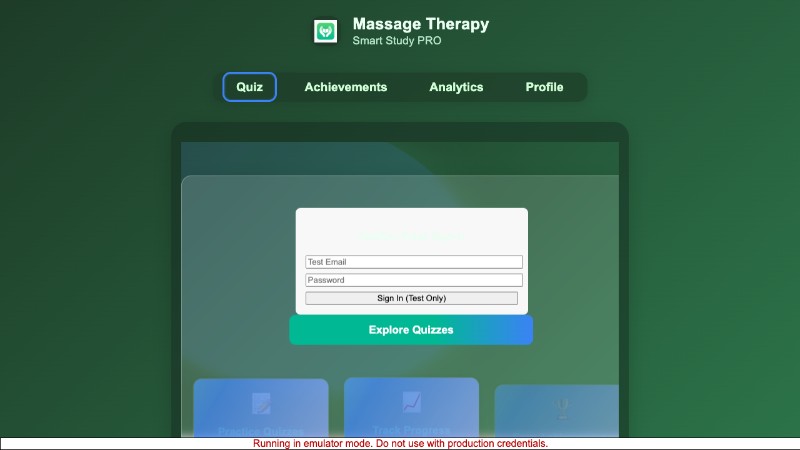 Massage Therapy
Smart Study PRO
Quiz
Achievements
Analytics
Profile
Test Email
Password
Sign In (Test Only)
Explore Quizzes
Practice Quizzes
Track Progress
Running in emulator mode. Do not use with production credentials.